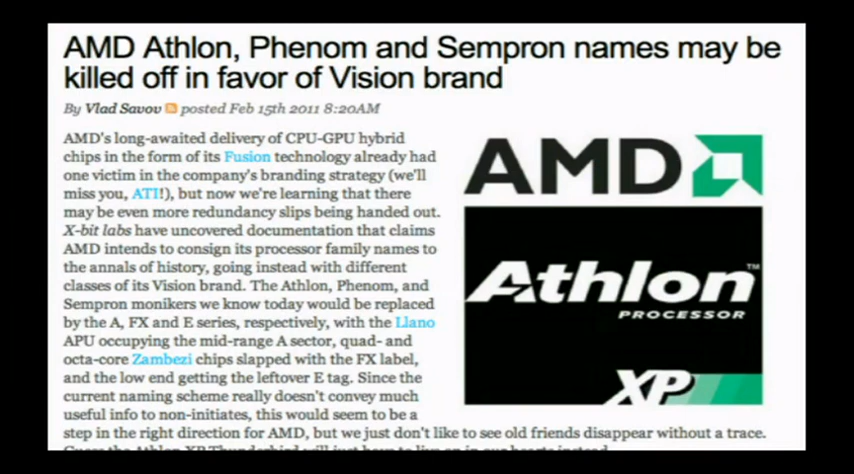 AMD Athlon, Phenom and Sempron names may be
killed off in favor of Vision brand
By Vlad Savov posted Feb 15th 2011 8:20AM
AMD's long-awaited delivery of CPU-GPU hybrid
chips in the form of its Fusion technology already had
one victim in the company's branding strategy (we'll
miss you, ATI!), but now we're learning that there
may be even more redundancy slips being handed out.
X-bit labs have uncovered documentation that claims
AMD intends to consign its processor family names to
the annals of history, going instead with different
classes of its Vision brand. The Athlon, Phenom, and
Sempron monikers we know today would be replaced
by the A, FX and E series, respectively, with the Llano
APU occupying the mid-range A sector, quad- and
octa-core Zambezi chips slapped with the FX label,
and the low end getting the leftover E tag. Since the
current naming scheme really doesn't convey much
useful info to non-initiates, this would seem to be a
step in the right direction for AMD, but we just don't like to see old friends disappear without a trace.
AMD
Athlon™
PROCESSOR
XP